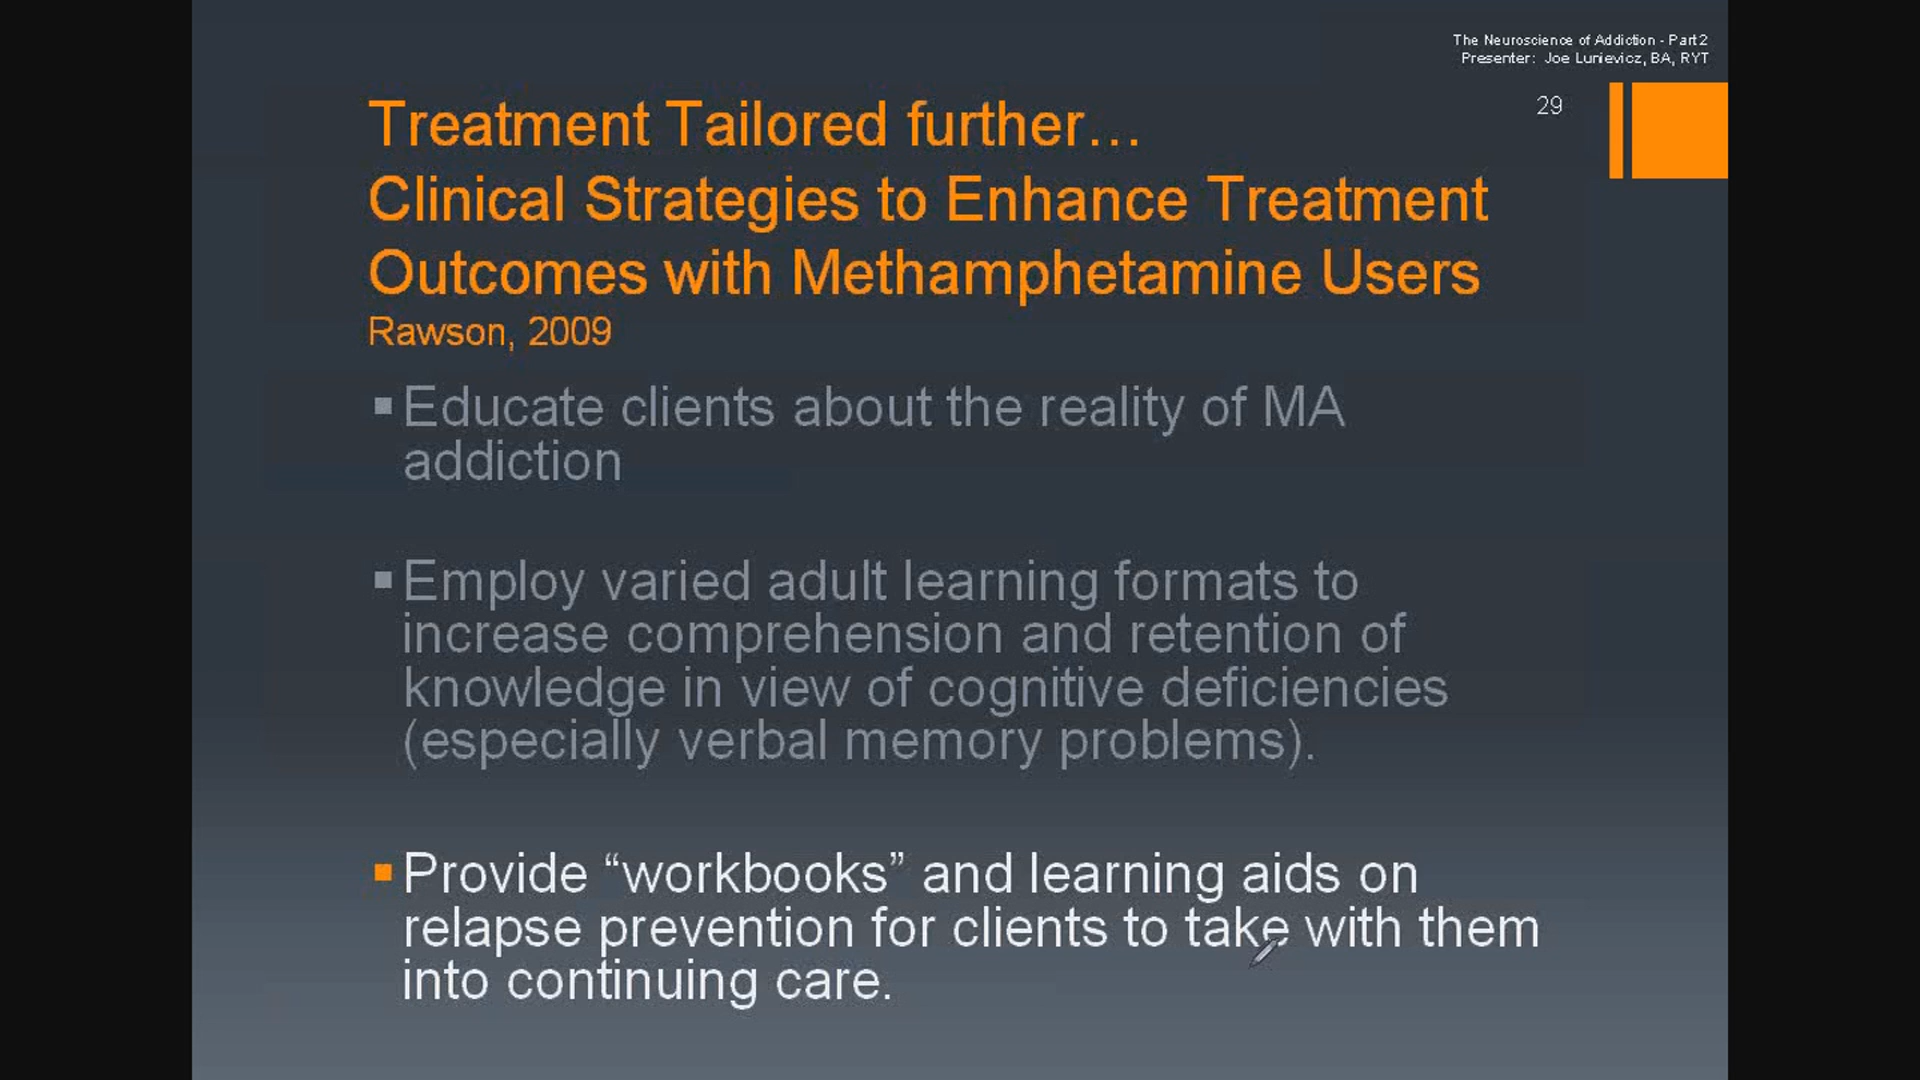 The Neuroscience of Addiction - Part 2
Presenter: Joe Lunievicz, BA, RYT
29
Treatment Tailored further…
Clinical Strategies to Enhance Treatment
Outcomes with Methamphetamine Users
Rawson, 2009
▪Educate clients about the reality of MA
addiction
▪Employ varied adult learning formats to
increase comprehension and retention of
knowledge in view of cognitive deficiencies
(especially verbal memory problems).
▪Provide “workbooks” and learning aids on
relapse prevention for clients to take with them
into continuing care.